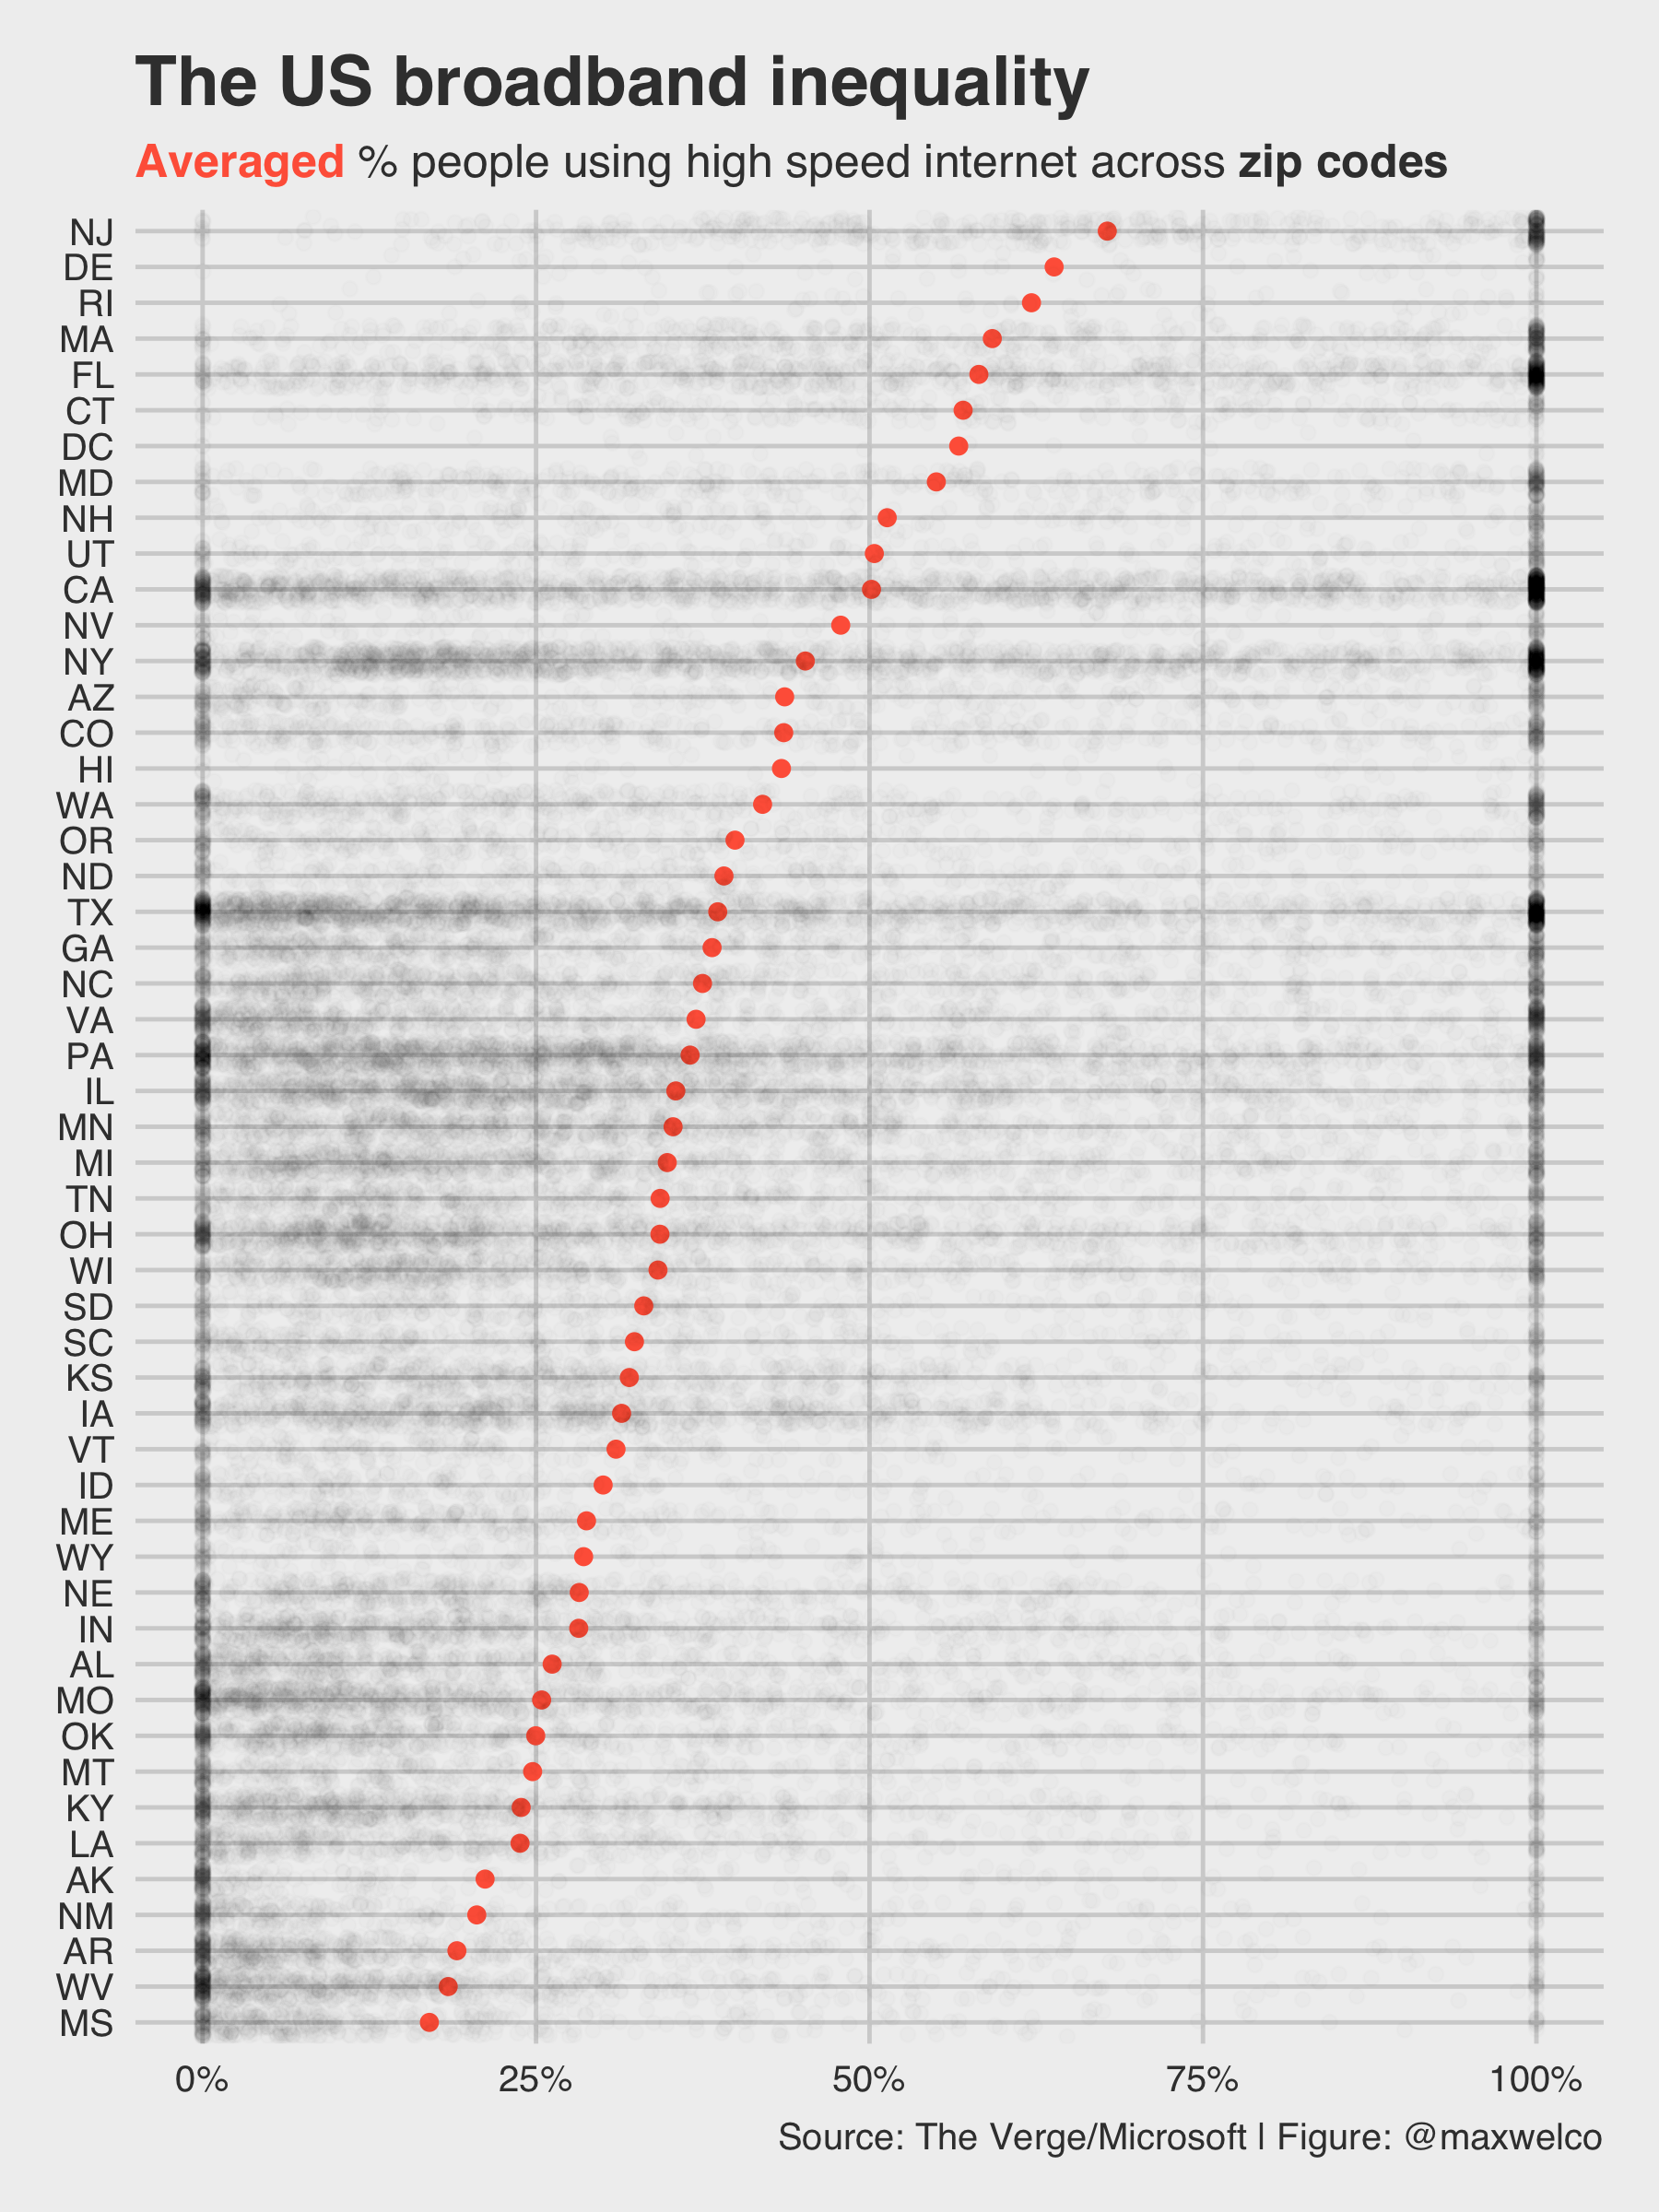 The US broadband inequality
Averaged % people using high speed internet across zip codes
NJ
DE
RI
MA
FL
CT
DC
MD
NH
UT
CA
NV
NY
AZ
CO
HI
WA
OR
ND
TX
GA
NC
VA
PA
IL
MN
MI
TN
OH
WI
SD
SC
KS
IA
VT
ID
ME
WY
NE
IN
AL
MO
OK
MT
KY
LA
AK
NM
AR
WV
MS
0% 25% 50% 75% 100%
Source: The Verge/Microsoft | Figure: @maxwelco